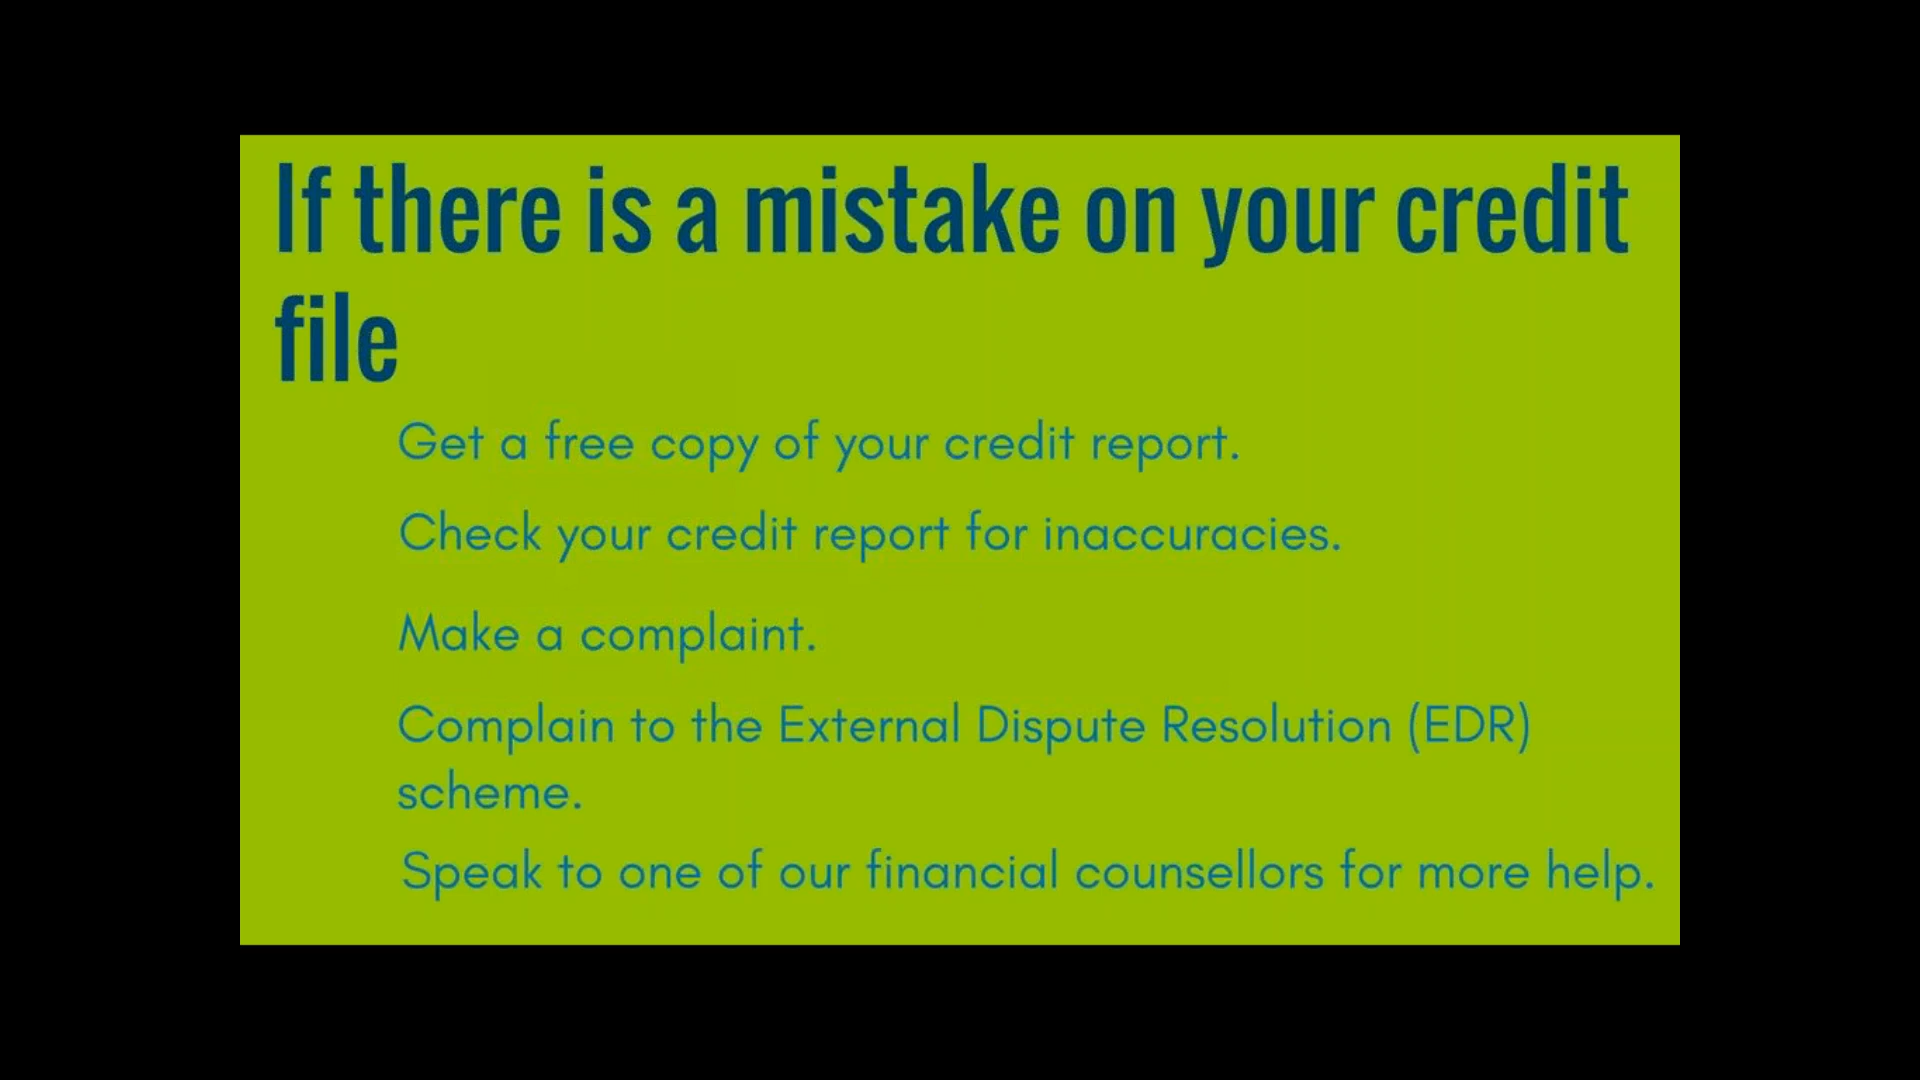 If there is a mistake on your credit
file
Get a free copy of your credit report.
Check your credit report for inaccuracies.
Make a complaint.
Complain to the External Dispute Resolution (EDR)
scheme.
Speak to one of our financial counsellors for more help.